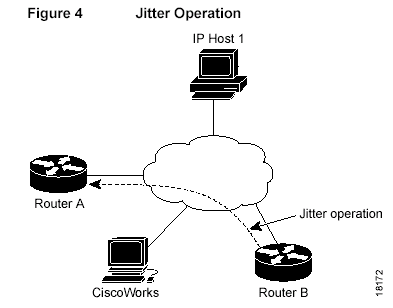 Figure 4 Jitter Operation
IP Host 1
Router A
Jitter operation
CiscoWorks
Router B
18172